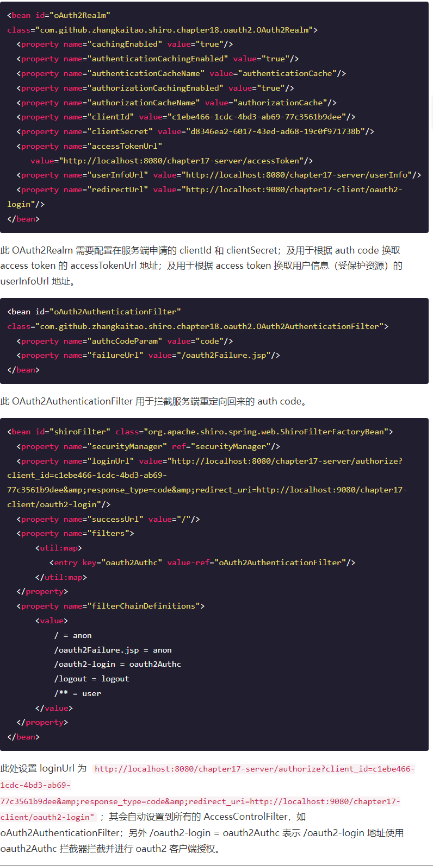 <bean id="oAuth2Realm"
class="com.github.zhangkaitao.shiro.chapter18.oauth2.OAuth2Realm">
<property name="cachingEnabled" value="true"/>
<property name="authenticationCachingEnabled" value="true"/>
<property name="authenticationCacheName" value="authenticationCache"/>
<property name="authorizationCachingEnabled" value="true"/>
<property name="authorizationCacheName" value="authorizationCache"/>
<property name="clientId" value="c1ebe466-1cdc-4bd3-ab69-77c3561b9dee"/>
<property name="clientSecret" value="d8346ea2-6017-43ed-ad68-19c0f971738b"/>
<property name="accessTokenUrl"
value="http://localhost:8080/chapter17-server/accessToken"/>
<property name="userInfoUrl" value="http://localhost:8080/chapter17-server/userInfo"/>
<property name="redirectUrl" value="http://localhost:9080/chapter17-client/oauth2-
login"/>
</bean>
此 OAuth2Realm 需要配置在服务端申请的 clientId 和 clientSecret；及用于根据 auth code 换取
access token 的 accessTokenUrl 地址；及用于根据 access token 换取用户信息（受保护资源）的
userInfoUrl 地址。
<bean id="oAuth2AuthenticationFilter"
class="com.github.zhangkaitao.shiro.chapter18.oauth2.OAuth2AuthenticationFilter">
<property name="authcCodeParam" value="code"/>
<property name="failureUrl" value="/oauth2Failure.jsp"/>
</bean>
此 OAuth2AuthenticationFilter 用于拦截服务端重定向回来的 auth code。
<bean id="shiroFilter" class="org.apache.shiro.spring.web.ShiroFilterFactoryBean">
<property name="securityManager" ref="securityManager"/>
<property name="loginUrl" value="http://localhost:8080/chapter17-server/authorize?
client_id=c1ebe466-1cdc-4bd3-ab69-
77c3561b9dee&amp;response_type=code&amp;redirect_uri=http://localhost:9080/chapter17
client/oauth2-login"/>
<property name="successUrl" value="/"/>
<property name="filters">
<util:map>
<entry key="oauth2Authc" value-ref="oAuth2AuthenticationFilter"/>
</util:map>
</property>
<property name="filterChainDefinitions">
<value>
/ = anon
/oauth2Failure.jsp = anon
/oauth2-login = oauth2Authc
/logout = logout
/** = user
</value>
</property>
</bean>
此处设置 loginUrl 为 http://localhost:8080/chapter17-server/authorize?client_id=c1ebe466-
1cdc-4bd3-ab69-
77c3561b9dee&amp;response_type=code&amp;redirect_uri=http://localhost:9080/chapter17-
client/oauth2-login" ；其会自动设置到所有的 AccessControlFilter，如
oAuth2AuthenticationFilter；另外 /oauth2-login = oauth2Authc 表示 /oauth2-login 地址使用
oauth2Authc 拦截器拦截并进行 oauth2 客户端授权。